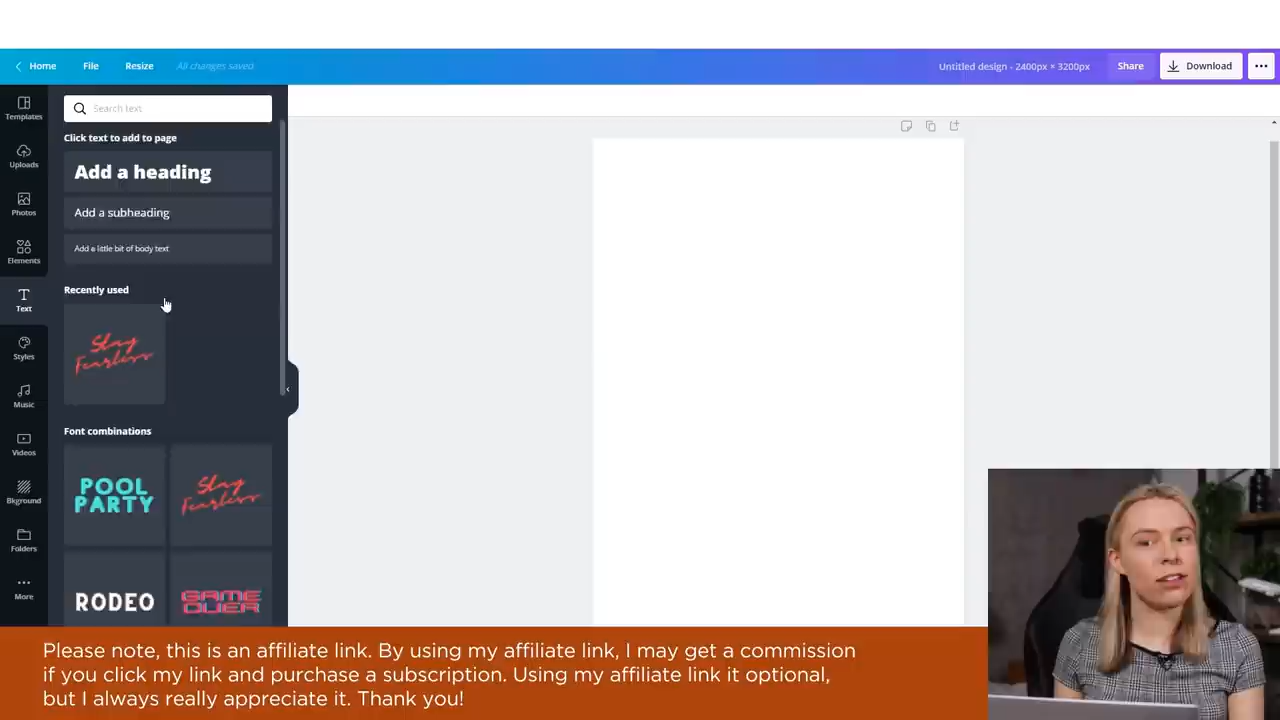 Home File Resize All changes saved Untitled design - 2400px × 3200px Share Download
Templates
Uploads
Photos
Elements
Text
Styles
Music
Videos
Bkground
Folders
More
Search text
Click text to add to page
Add a heading
Add a subheading
Add a little bit of body text
Recently used
Stay
Fearless
Font combinations
POOL
PARTY
Stay
Fearless
RODEO
GAME
OVER
Please note, this is an affiliate link. By using my affiliate link, I may get a commission
if you click my link and purchase a subscription. Using my affiliate link it optional,
but I always really appreciate it. Thank you!